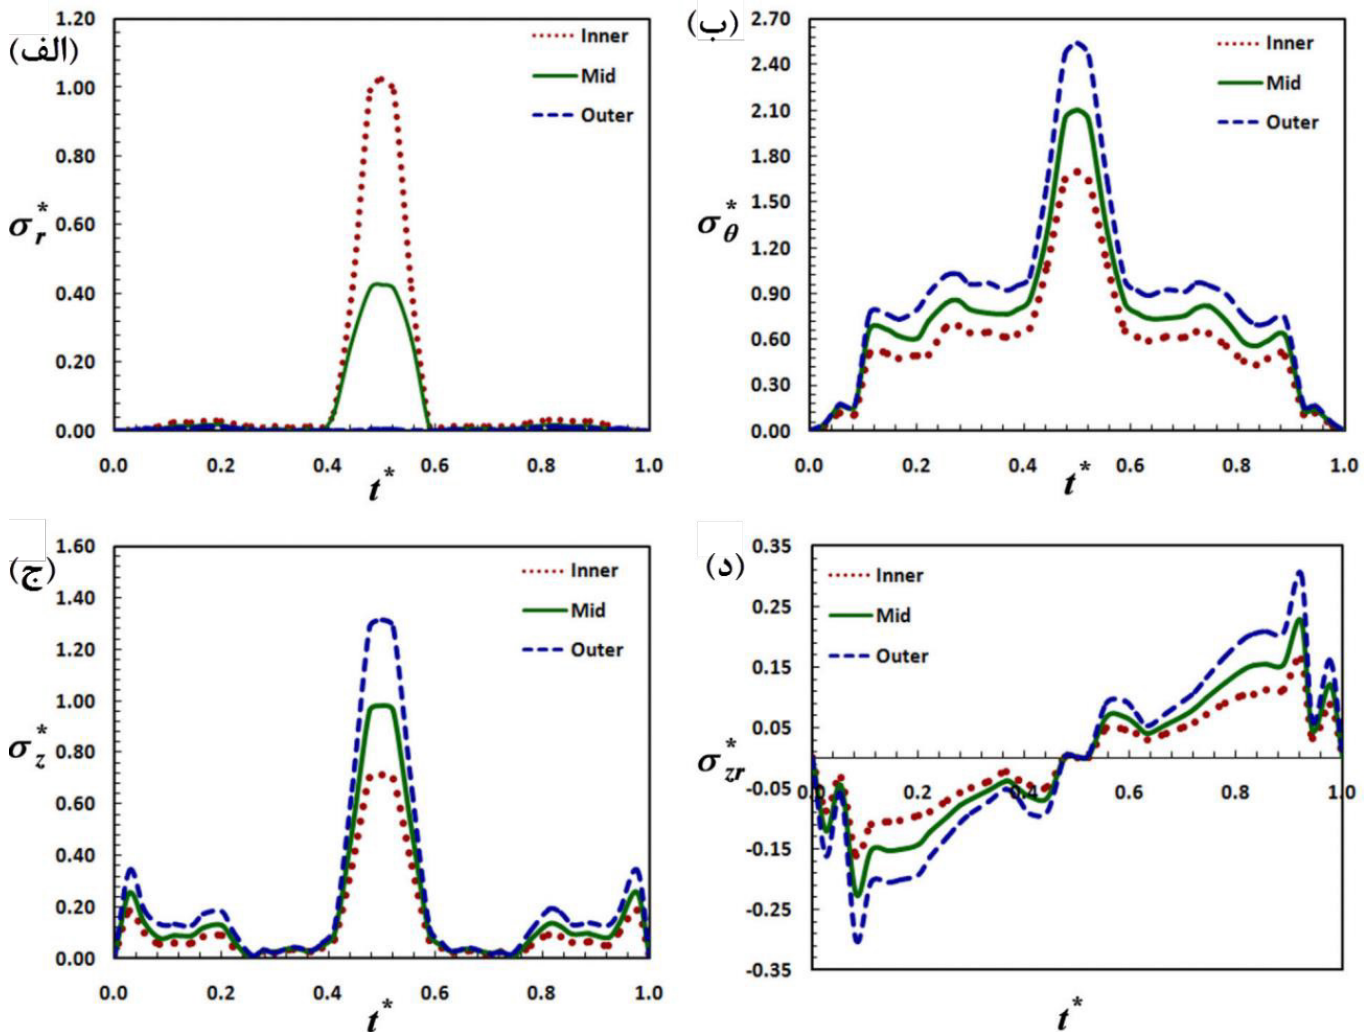 (الف)
σ*r
1.20
1.00
0.80
0.60
0.40
0.20
0.00
Inner
Mid
Outer
0.0 0.2 0.4 0.6 0.8 1.0
t*
(ب)
σ*θ
2.70
2.40
2.10
1.80
1.50
1.20
0.90
0.60
0.30
0.00
Inner
Mid
Outer
0.0 0.2 0.4 0.6 0.8 1.0
t*
(ج)
σ*z
1.60
1.40
1.20
1.00
0.80
0.60
0.40
0.20
0.00
Inner
Mid
Outer
0.0 0.2 0.4 0.6 0.8 1.0
t*
(د)
σ*zr
0.35
0.25
0.15
0.05
-0.05
-0.15
-0.25
-0.35
Inner
Mid
Outer
0.0 0.2 0.4 0.6 0.8 1.0
t*